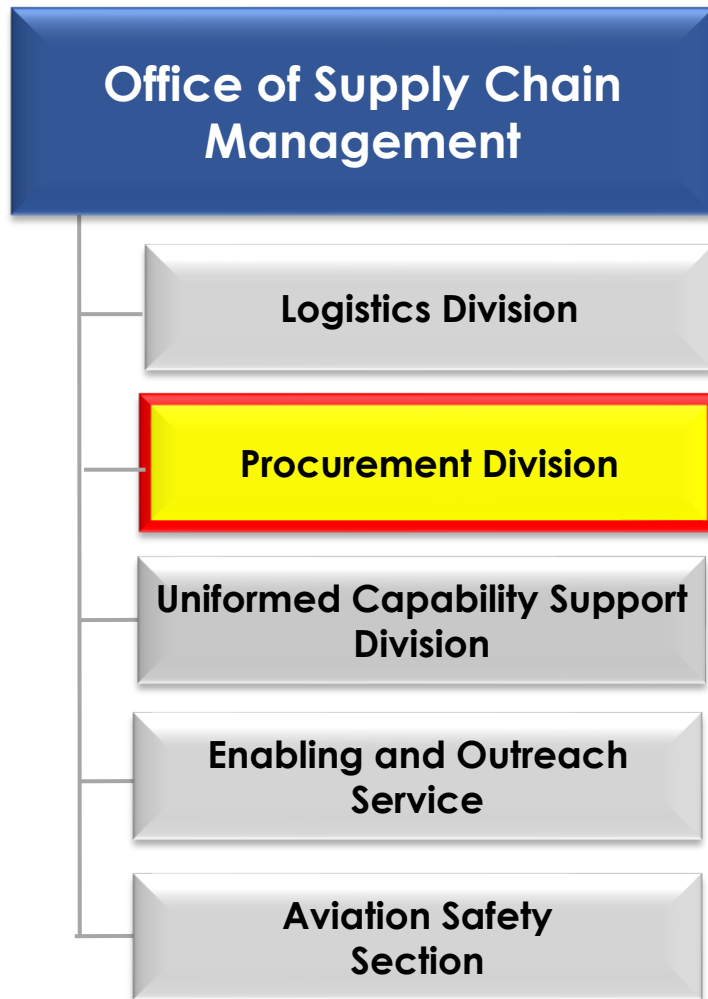 Office of Supply Chain
Management
Logistics Division
Procurement Division
Uniformed Capability Support
Division
Enabling and Outreach
Service
Aviation Safety
Section